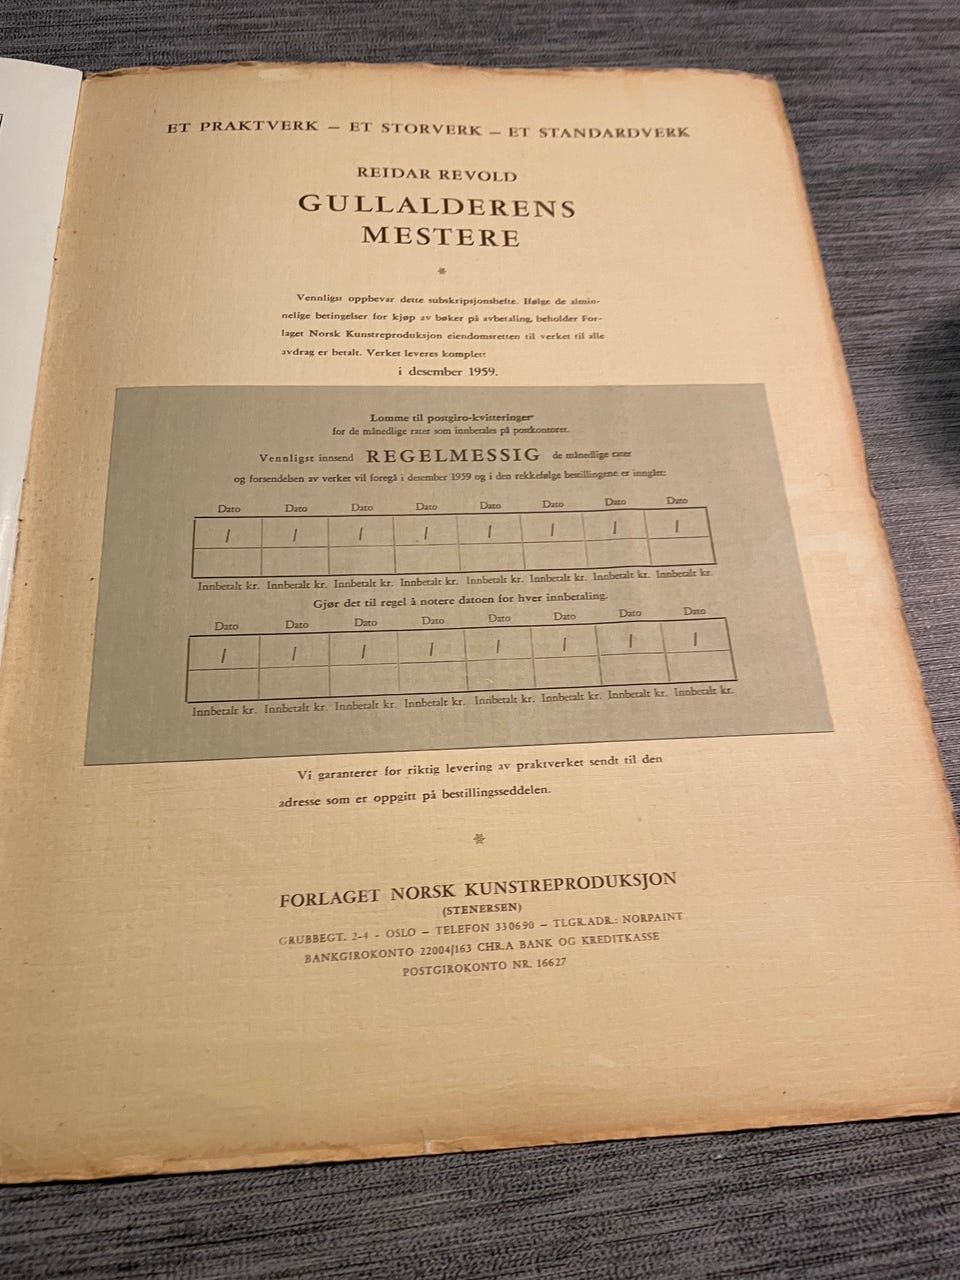 ET PRAKTVERK – ET STORVERK – ET STANDARDVERK
REIDAR REVOLD
GULLALDERENS
MESTERE
*
Vennligst oppbevar dette subskripsjonshefte. Ifølge de almin-
nelige betingelser for kjøp av bøker på avbetaling, beholder For-
laget Norsk Kunstreproduksjon eiendomsretten til verket til alle
avdrag er betalt. Verket leveres komplett
i desember 1959.
Lomme til postgiro-kvitteringer
for de månedlige rater som innbetales på postkontoret.
Vennligst innsend REGELMESSIG de månedlige rater
og forsendelsen av verket vil foregå i desember 1959 og i den rekkefølge bestillingene er inngått:
Dato Dato Dato Dato Dato Dato Dato Dato
/ / / / / / / /
Innbetalt kr. Innbetalt kr. Innbetalt kr. Innbetalt kr. Innbetalt kr. Innbetalt kr. Innbetalt kr. Innbetalt kr.
Gjør det til regel å notere datoen for hver innbetaling.
Dato Dato Dato Dato Dato Dato Dato Dato
/ / / / / / / /
Innbetalt kr. Innbetalt kr. Innbetalt kr. Innbetalt kr. Innbetalt kr. Innbetalt kr. Innbetalt kr. Innbetalt kr.
Vi garanterer for riktig levering av praktverket sendt til den
adresse som er oppgitt på bestillingsseddelen.
*
FORLAGET NORSK KUNSTREPRODUKSJON
(STENERSEN)
GRUBBEGT. 2-4 - OSLO – TELEFON 330690 – TLGR.ADR.: NORPAINT
BANKGIROKONTO 22004/163 CHR.A BANK OG KREDITKASSE
POSTGIROKONTO NR. 16627